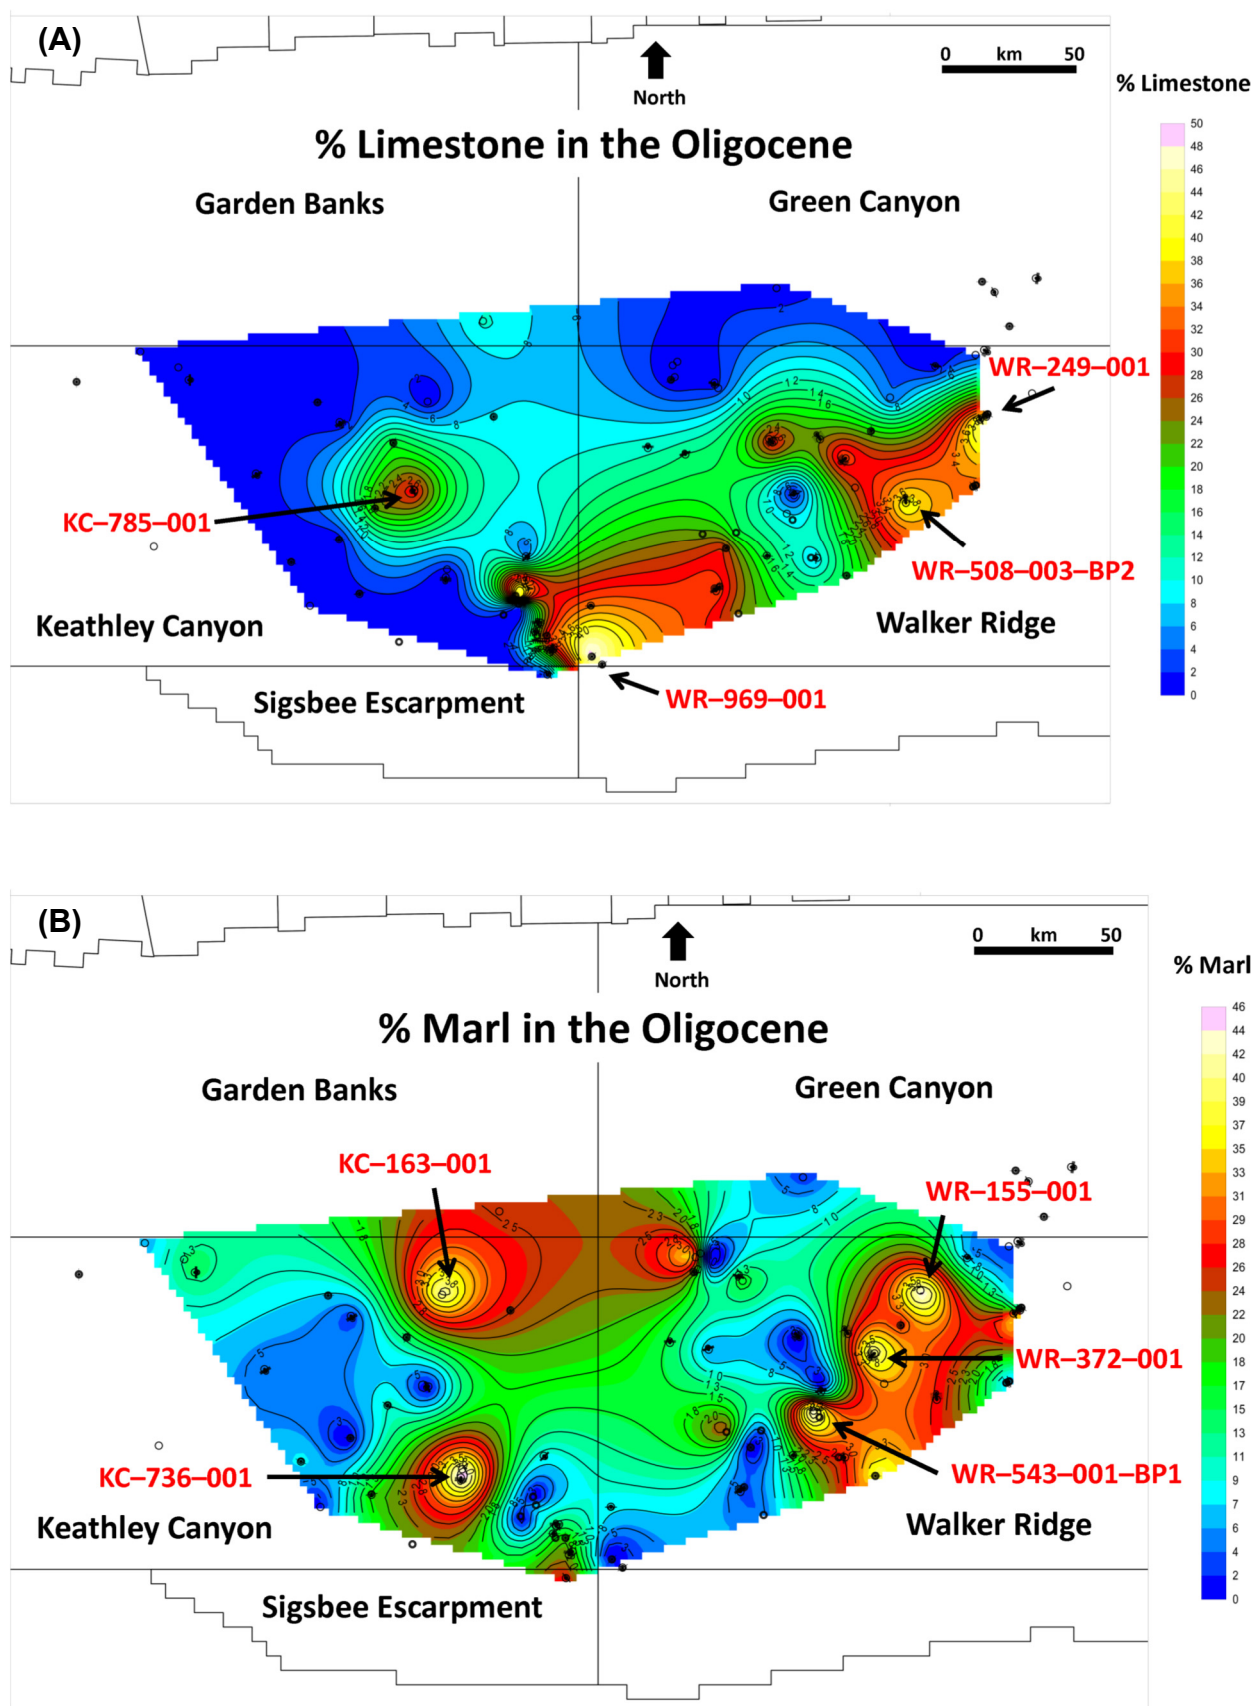 (A)
0 km 50
North
% Limestone
% Limestone in the Oligocene
Garden Banks
Green Canyon
WR–249–001
KC–785–001
WR–508–003–BP2
Keathley Canyon
Walker Ridge
Sigsbee Escarpment
WR–969–001
50
48
46
44
42
40
38
36
34
32
30
28
26
24
22
20
18
16
14
12
10
8
6
4
2
0
(B)
0 km 50
North
% Marl
% Marl in the Oligocene
Garden Banks
Green Canyon
KC–163–001
WR–155–001
WR–372–001
KC–736–001
WR–543–001–BP1
Keathley Canyon
Walker Ridge
Sigsbee Escarpment
46
44
42
40
39
37
35
33
31
29
28
26
24
22
20
18
17
15
13
11
9
7
6
4
2
0